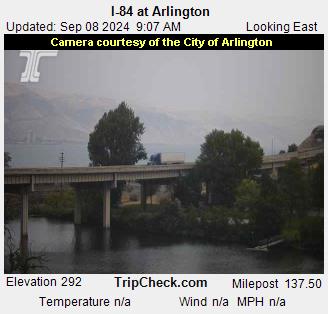 I-84 at Arlington
Updated: Sep 08 2024 9:07 AM Looking East
Camera courtesy of the City of Arlington
Elevation 292 TripCheck.com Milepost 137.50
Temperature n/a Wind n/a MPH n/a